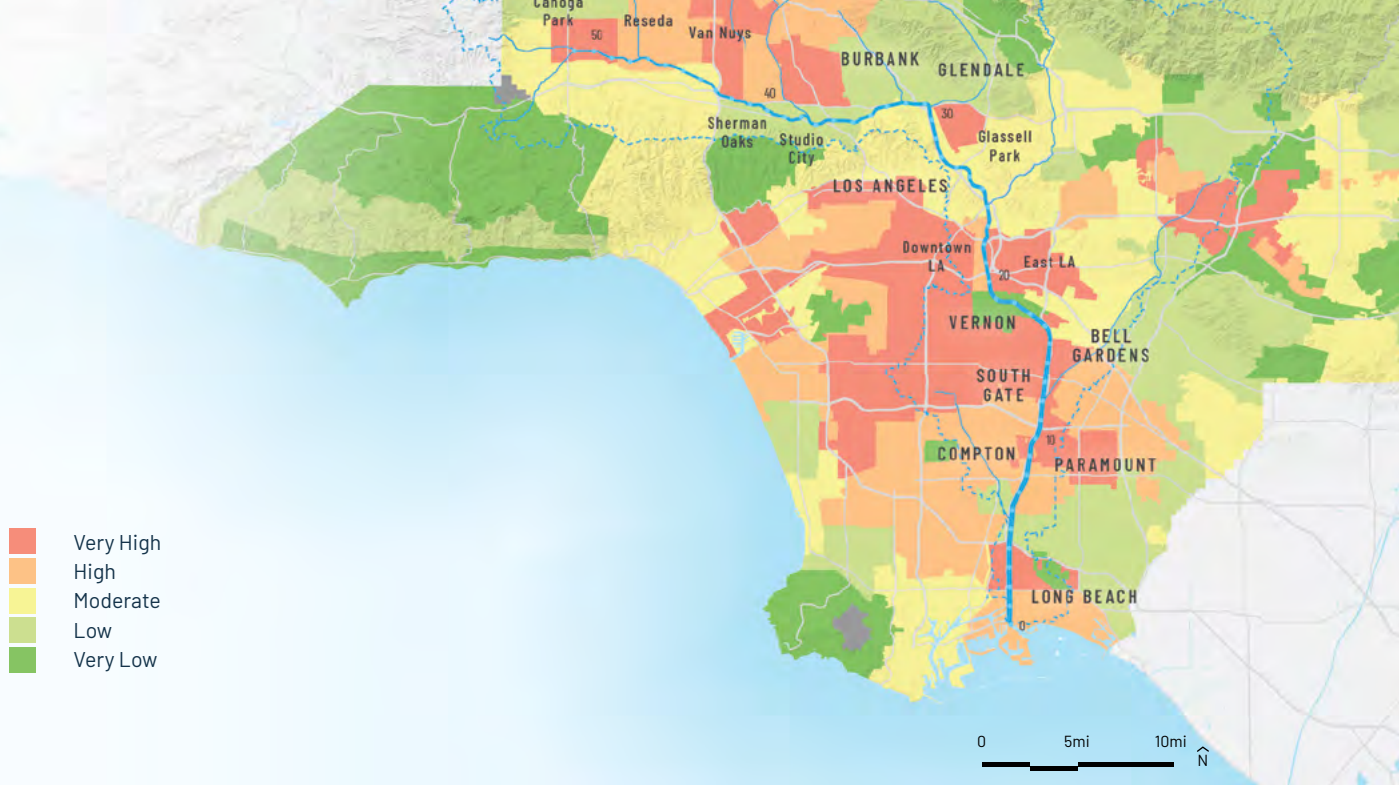 Canoga
Park
Reseda
Van Nuys
50
BURBANK
GLENDALE
40
30
Sherman
Oaks
Studio
City
Glassell
Park
LOS ANGELES
Downtown
LA
East LA
20
VERNON
BELL
GARDENS
SOUTH
GATE
10
COMPTON
PARAMOUNT
LONG BEACH
0
Very High
High
Moderate
Low
Very Low
0 5mi 10mi
N